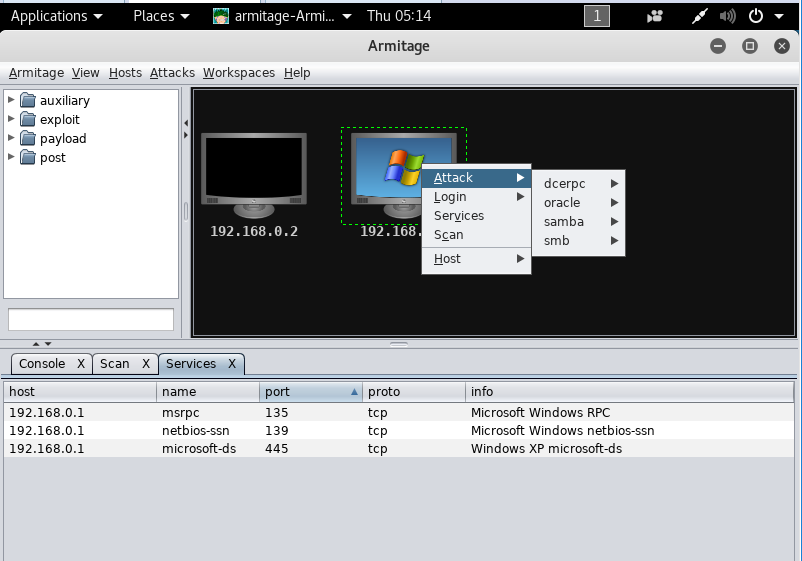 Applications Places armitage-Armi... Thu 05:14 1
Armitage
Armitage View Hosts Attacks Workspaces Help
auxiliary
exploit
payload
post
192.168.0.2
192.168.
Attack
Login
Services
Scan
Host
dcerpc
oracle
samba
smb
Console X Scan X Services X
host name port proto info
192.168.0.1 msrpc 135 tcp Microsoft Windows RPC
192.168.0.1 netbios-ssn 139 tcp Microsoft Windows netbios-ssn
192.168.0.1 microsoft-ds 445 tcp Windows XP microsoft-ds